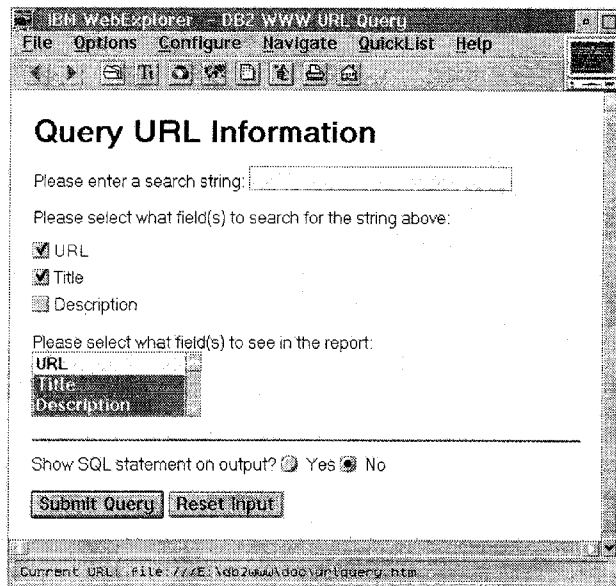 IBM WebExplorer - DB2 WWW URL Query
File Options Configure Navigate QuickList Help
Ti
Query URL Information
Please enter a search string:
Please select what field(s) to search for the string above:
URL
Title
Description
Please select what field(s) to see in the report:
URL
Title
Description
Show SQL statement on output? Yes No
Submit Query Reset Input
Current URL: file:///E:\db2www\doc\urlquery.htm